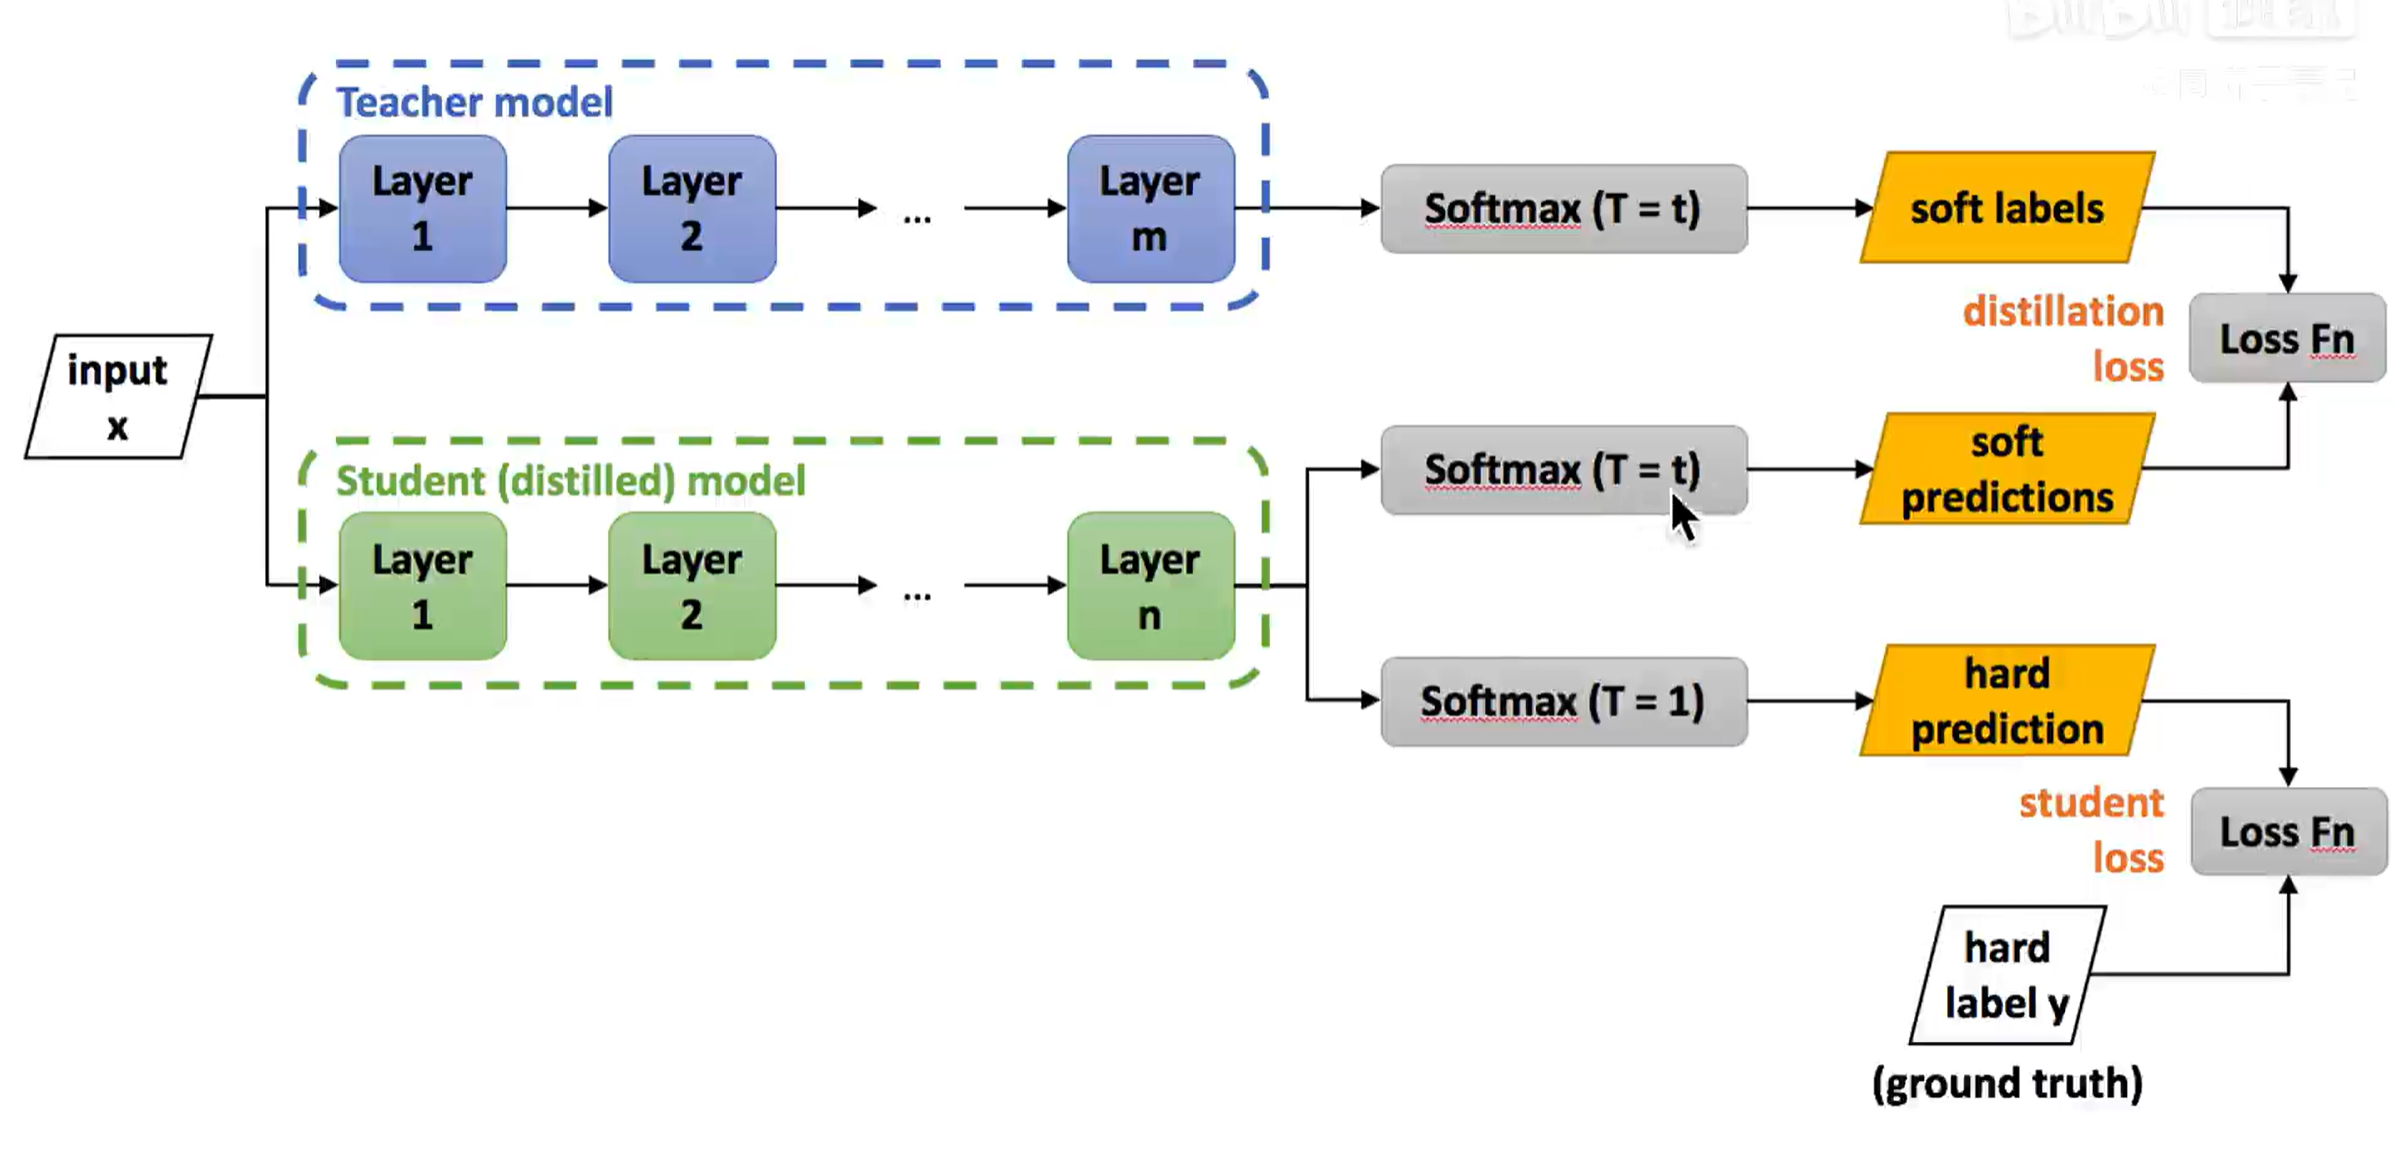 Teacher model
Layer
1
Layer
2
...
Layer
m
Softmax (T = t)
soft labels
distillation
loss
Loss Fn
input
x
Student (distilled) model
Layer
1
Layer
2
...
Layer
n
Softmax (T = t)
soft
predictions
Softmax (T = 1)
hard
prediction
student
loss
Loss Fn
hard
label y
(ground truth)